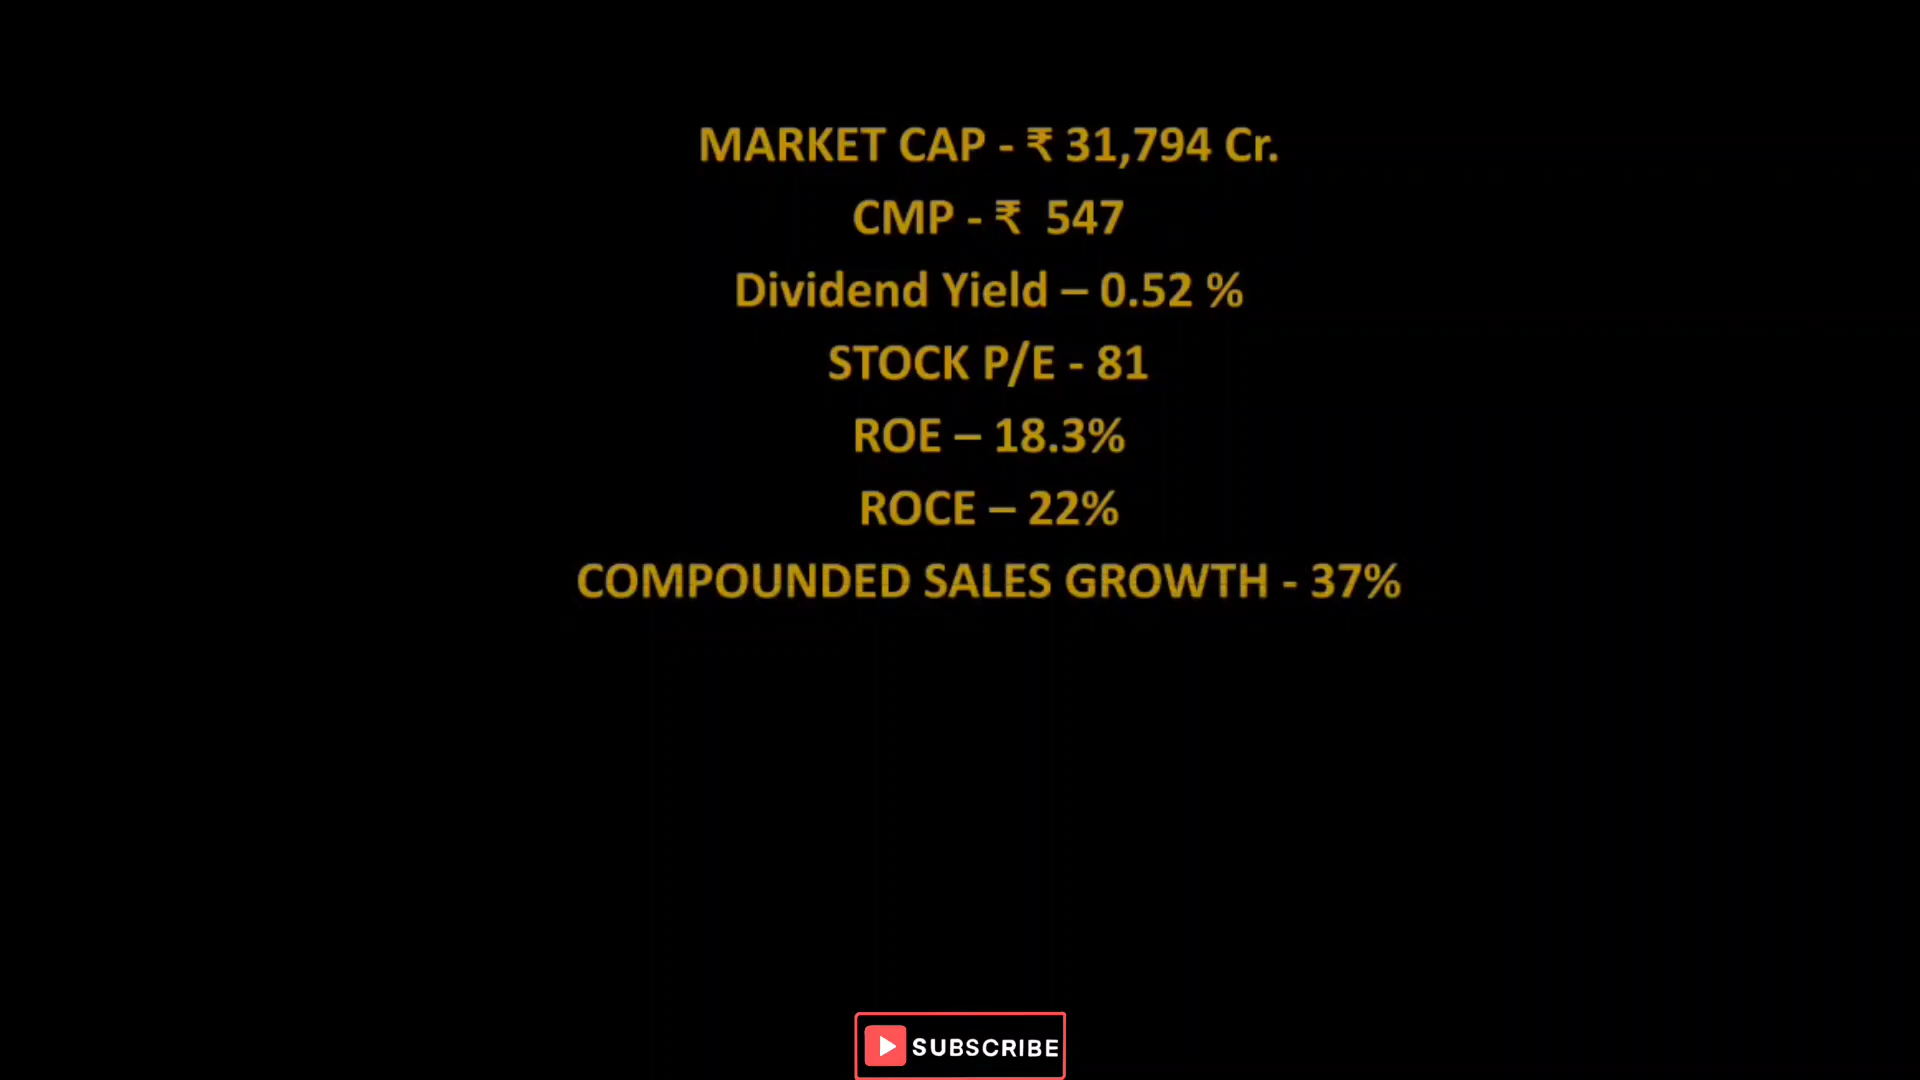 MARKET CAP - ₹ 31,794 Cr.
CMP - ₹ 547
Dividend Yield – 0.52 %
STOCK P/E - 81
ROE – 18.3%
ROCE – 22%
COMPOUNDED SALES GROWTH - 37%
SUBSCRIBE